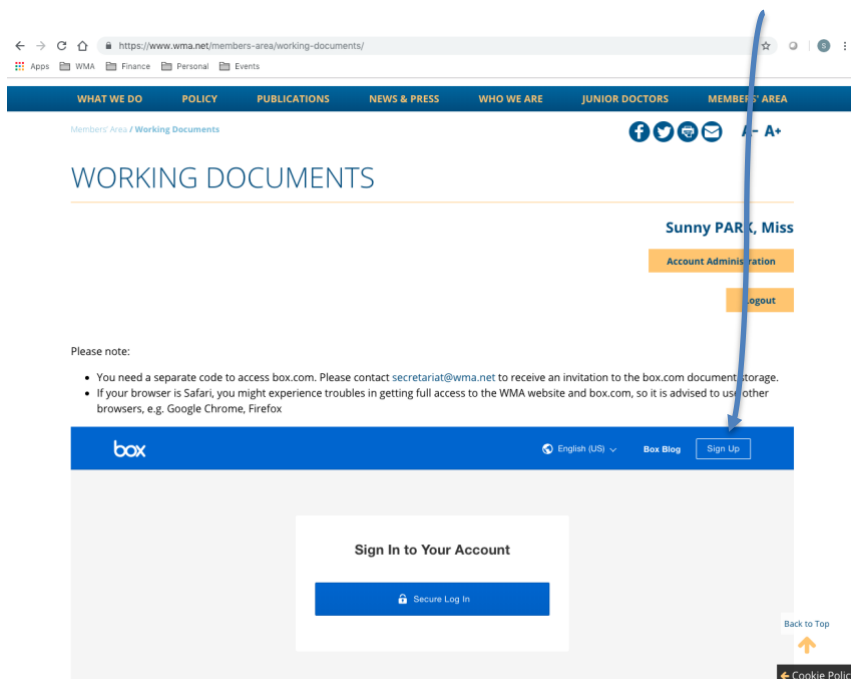 https://www.wma.net/members-area/working-documents/
S
Apps WMA Finance Personal Events
WHAT WE DO POLICY PUBLICATIONS NEWS & PRESS WHO WE ARE JUNIOR DOCTORS MEMBERS' AREA
Members' Area / Working Documents
A- A+
WORKING DOCUMENTS
Sunny PARK, Miss
Account Administration
Logout
Please note:
• You need a separate code to access box.com. Please contact secretariat@wma.net to receive an invitation to the box.com document storage.
• If your browser is Safari, you might experience troubles in getting full access to the WMA website and box.com, so it is advised to use other
browsers, e.g. Google Chrome, Firefox
box
English (US) Box Blog Sign Up
Sign In to Your Account
Secure Log In
Back to Top
Cookie Polic